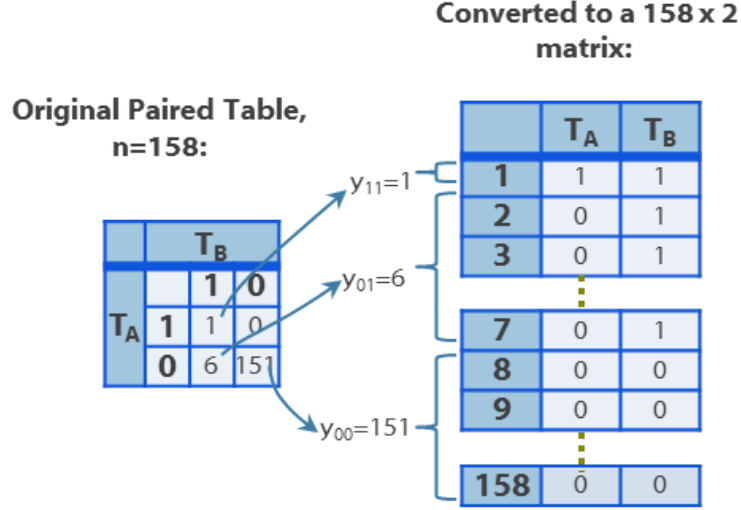 Converted to a 158 x 2
matrix:
Original Paired Table,
n=158:
T_A T_B
1 1 1
2 0 1
3 0 1
7 0 1
8 0 0
9 0 0
158 0 0
y₁₁=1
y₀₁=6
y₀₀=151
T_B
1 0
T_A 1 1 0
0 6 151